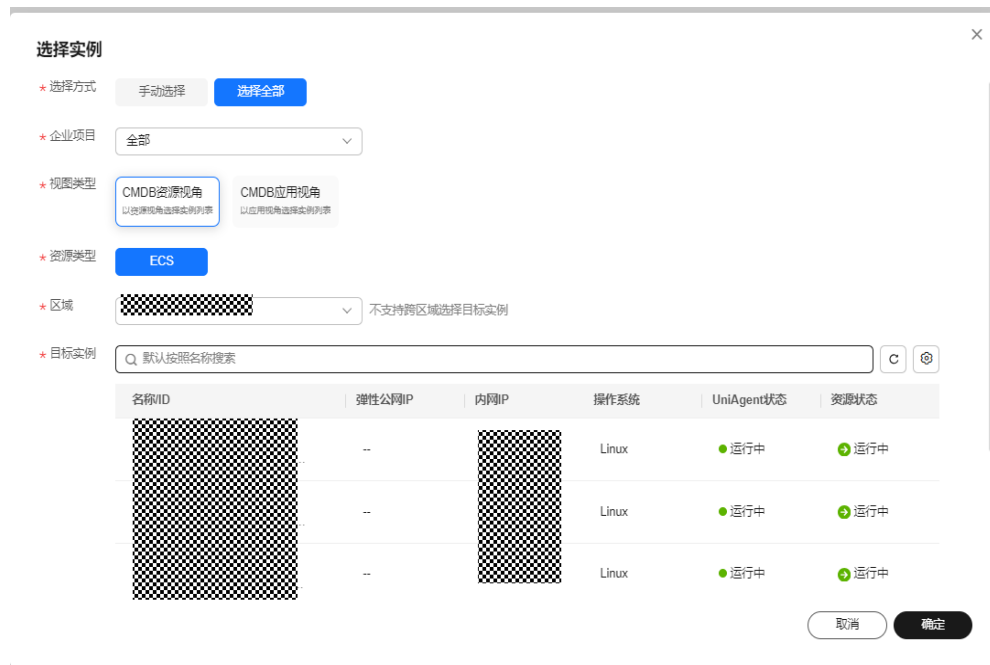 选择实例
* 选择方式 手动选择 选择全部
* 企业项目 全部
* 视图类型 CMDB资源视角 CMDB应用视角
以资源视角选择实例列表 以应用视角选择实例列表
* 资源类型 ECS
* 区域 不支持跨区域选择目标实例
* 目标实例 默认按照名称搜索
名称/ID 弹性公网IP 内网IP 操作系统 UniAgent状态 资源状态
-- Linux 运行中 运行中
-- Linux 运行中 运行中
-- Linux 运行中 运行中
取消 确定